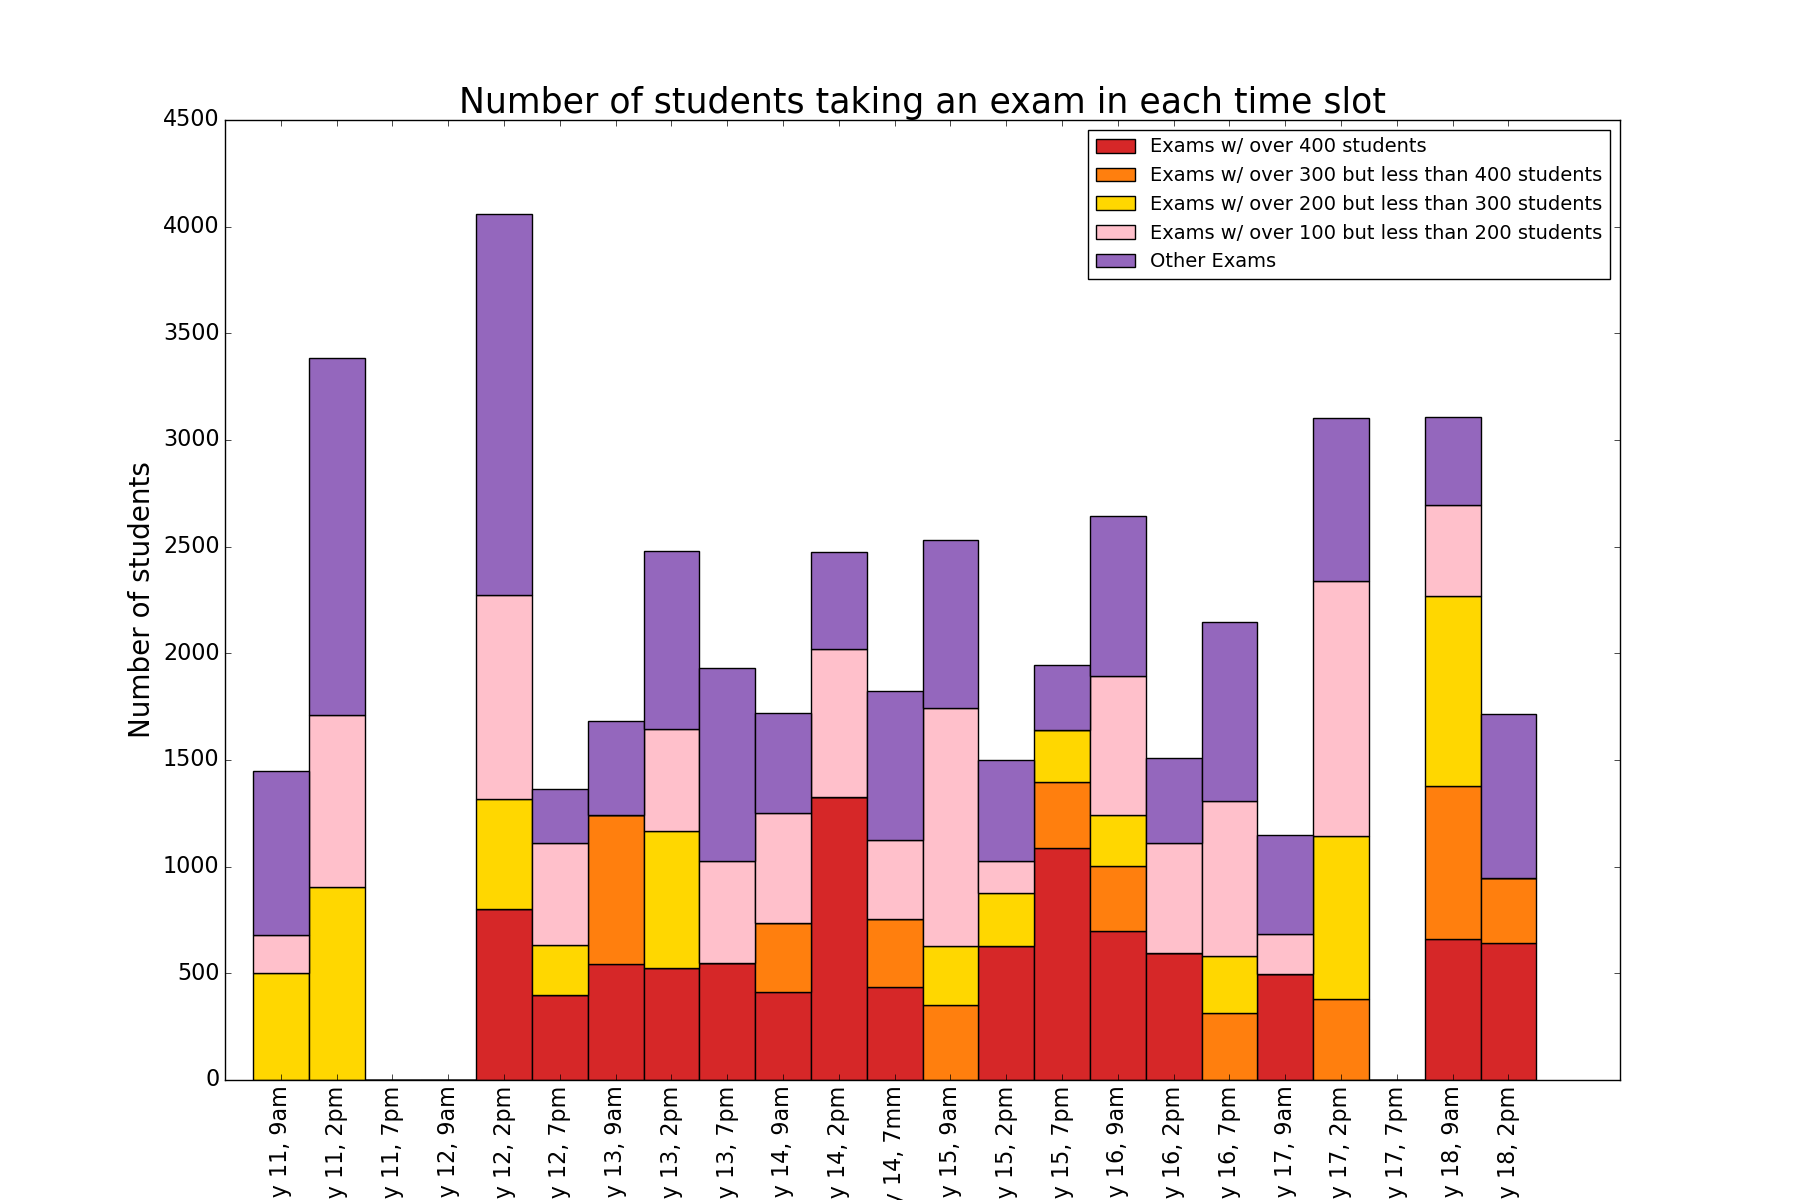 Number of students taking an exam in each time slot
Exams w/ over 400 students
Exams w/ over 300 but less than 400 students
Exams w/ over 200 but less than 300 students
Exams w/ over 100 but less than 200 students
Other Exams
Number of students
4500
4000
3500
3000
2500
2000
1500
1000
500
0
y 11, 9am
y 11, 2pm
y 11, 7pm
y 12, 9am
y 12, 2pm
y 12, 7pm
y 13, 9am
y 13, 2pm
y 13, 7pm
y 14, 9am
y 14, 2pm
y 14, 7mm
y 15, 9am
y 15, 2pm
y 15, 7pm
y 16, 9am
y 16, 2pm
y 16, 7pm
y 17, 9am
y 17, 2pm
y 17, 7pm
y 18, 9am
y 18, 2pm